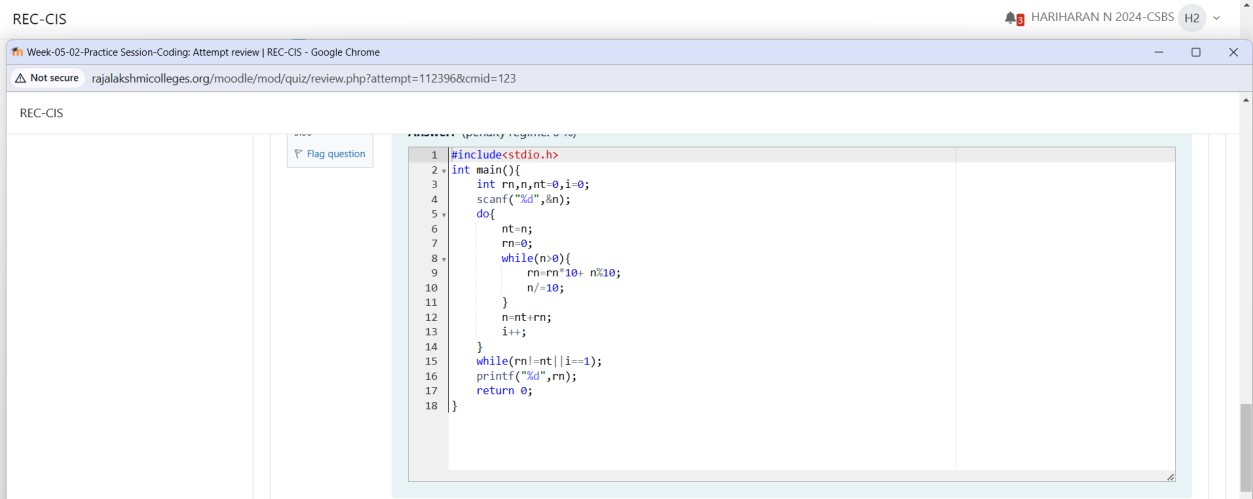 REC-CIS
3
HARIHARAN N 2024-CSBS
H2
Week-05-02-Practice Session-Coding: Attempt review | REC-CIS - Google Chrome
Not secure
rajalakshmicolleges.org/moodle/mod/quiz/review.php?attempt=112396&cmid=123
REC-CIS
Flag question
Answer: (penalty regime: 0 %)
1 #include<stdio.h>
2 int main(){
3 int rn,n,nt=0,i=0;
4 scanf("%d",&n);
5 do{
6 nt=n;
7 rn=0;
8 while(n>0){
9 rn=rn*10+ n%10;
10 n/=10;
11 }
12 n=nt+rn;
13 i++;
14 }
15 while(rn!=nt||i==1);
16 printf("%d",rn);
17 return 0;
18 }